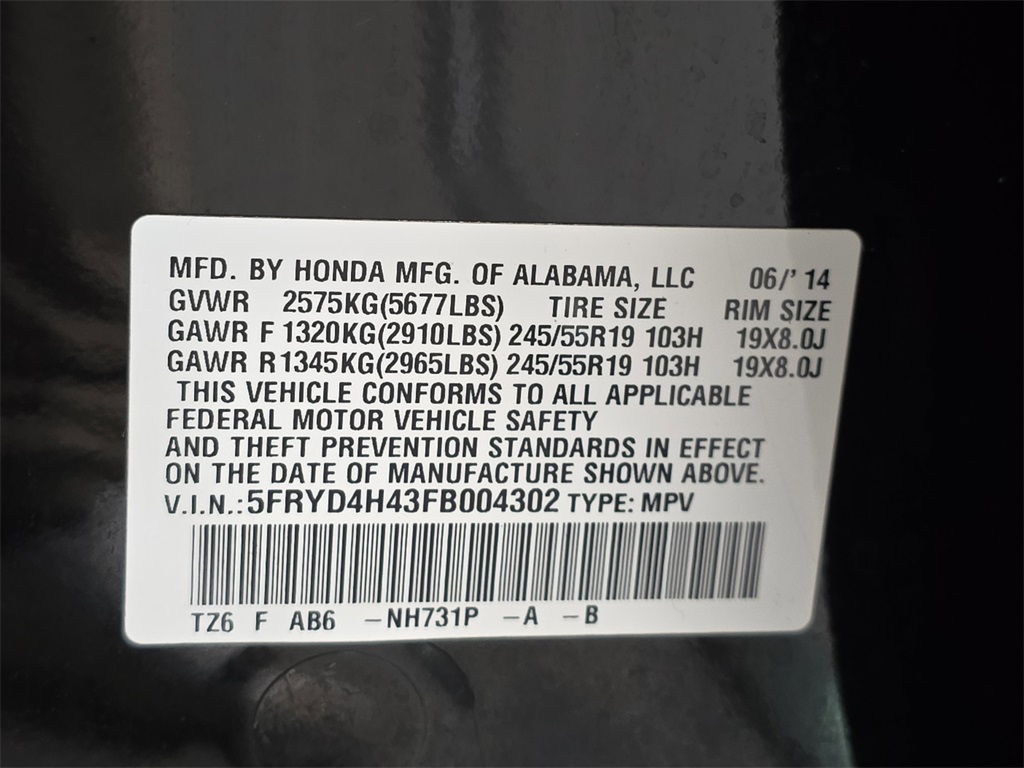 MFD. BY HONDA MFG. OF ALABAMA, LLC 06/' 14
GVWR 2575KG(5677LBS) TIRE SIZE RIM SIZE
GAWR F 1320KG(2910LBS) 245/55R19 103H 19X8.0J
GAWR R 1345KG(2965LBS) 245/55R19 103H 19X8.0J
THIS VEHICLE CONFORMS TO ALL APPLICABLE
FEDERAL MOTOR VEHICLE SAFETY
AND THEFT PREVENTION STANDARDS IN EFFECT
ON THE DATE OF MANUFACTURE SHOWN ABOVE.
V.I.N.: 5FRYD4H43FB004302 TYPE: MPV
TZ6 F AB6 -NH731P -A -B